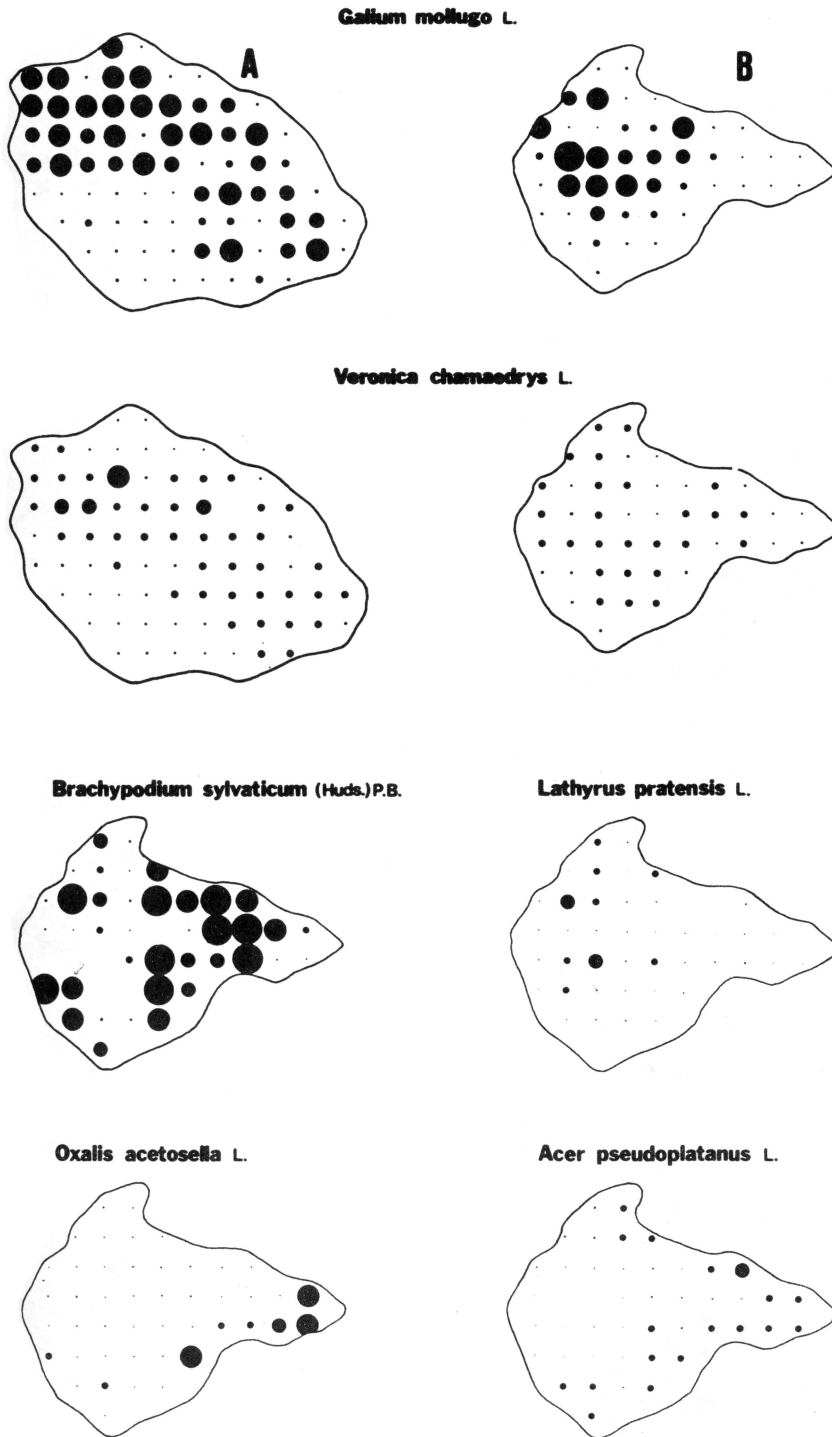 Galium mollugo L.
A
B
Veronica chamaedrys L.
Brachypodium sylvaticum (Huds.) P.B.
Lathyrus pratensis L.
Oxalis acetosella L.
Acer pseudoplatanus L.